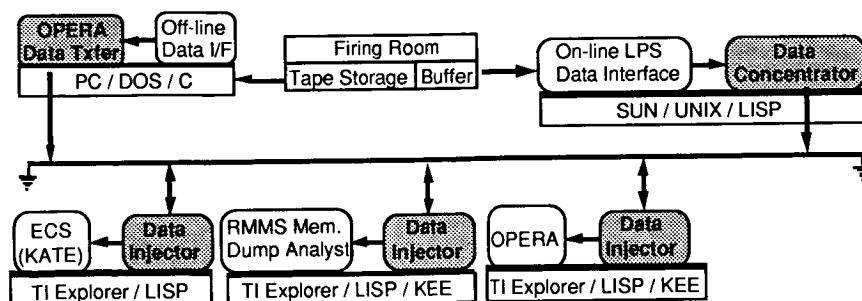 OPERA
Data Txfer
Off-line
Data I/F
PC / DOS / C
Firing Room
Tape Storage
Buffer
On-line LPS
Data Interface
Data
Concentrator
SUN / UNIX / LISP
ECS
(KATE)
Data
Injector
TI Explorer / LISP
RMMS Mem.
Dump Analyst
Data
Injector
TI Explorer / LISP / KEE
OPERA
Data
Injector
TI Explorer / LISP / KEE